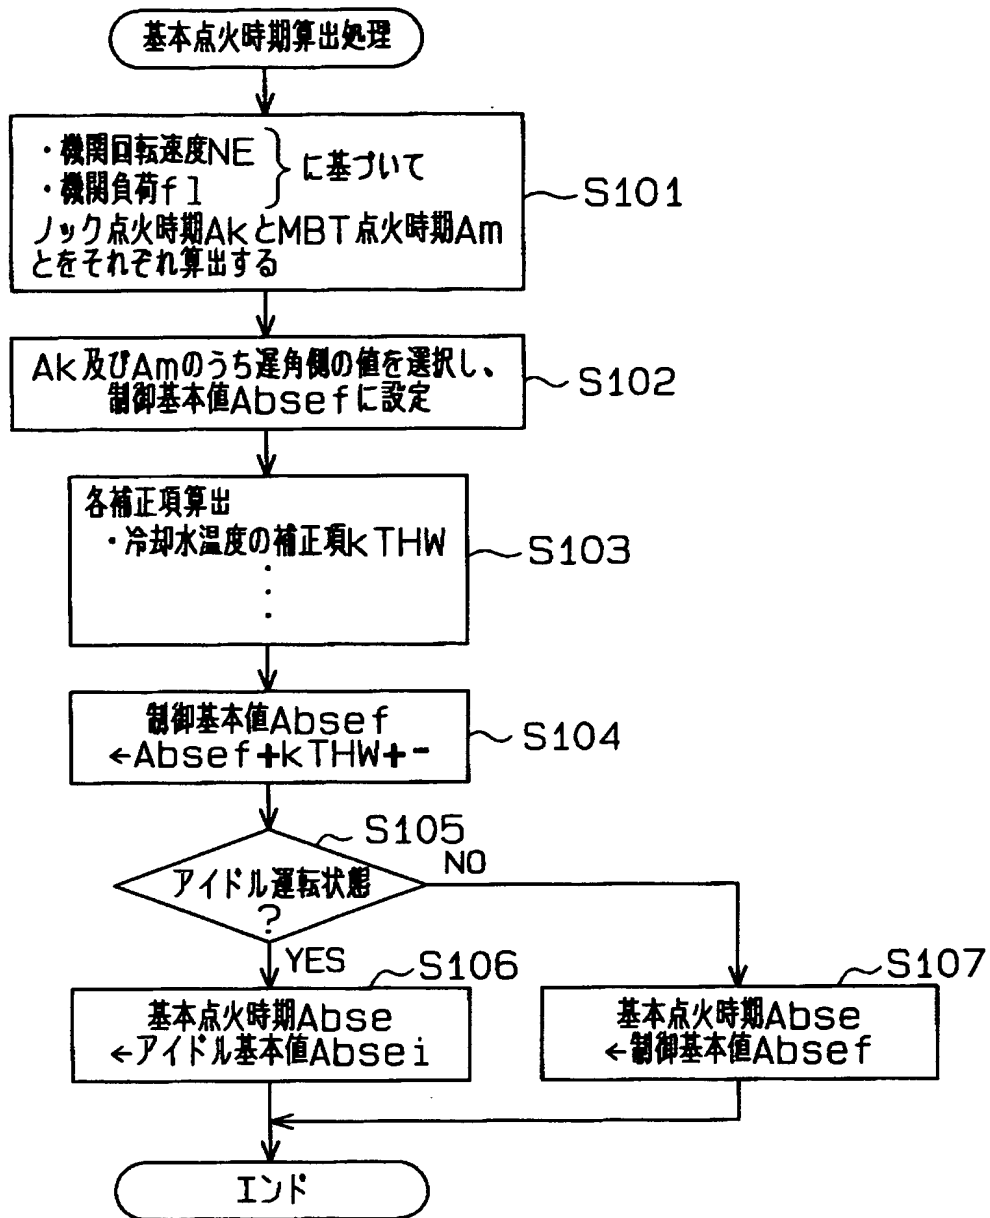 基本点火時期算出処理
・機関回転速度NE
・機関負荷fl
に基づいて
ノック点火時期AkとMBT点火時期Am
とをそれぞれ算出する
S101
Ak及びAmのうち遅角側の値を選択し、
制御基本値Absefに設定
S102
各補正項算出
・冷却水温度の補正項kTHW
・
・
・
S103
制御基本値Absef
←Absef+kTHW+-
S104
S105
アイドル運転状態
?
NO
YES
S106
基本点火時期Abse
←アイドル基本値Absei
S107
基本点火時期Abse
←制御基本値Absef
エンド